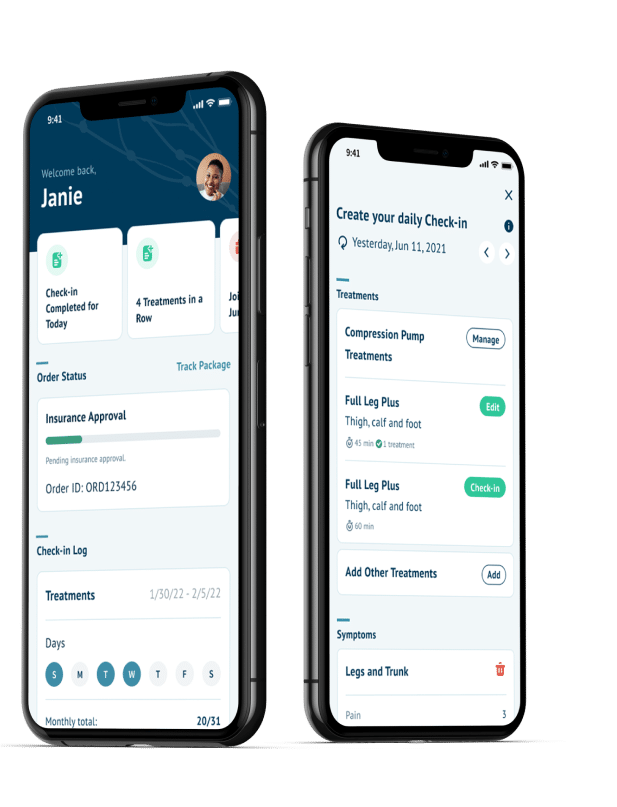 9:41
Welcome back,
Janie
Check-in
Completed for
Today
4 Treatments in a
Row
Order Status
Track Package
Insurance Approval
Pending insurance approval.
Order ID: ORD123456
Check-in Log
Treatments
1/30/22 - 2/5/22
Days
S M T W T F S
Monthly total:
20/31
9:41
Create your daily Check-in
Yesterday, Jun 11, 2021
Treatments
Compression Pump
Treatments
Manage
Full Leg Plus
Edit
Thigh, calf and foot
45 min 1 treatment
Full Leg Plus
Check-in
Thigh, calf and foot
60 min
Add Other Treatments
Add
Symptoms
Legs and Trunk
Pain
3